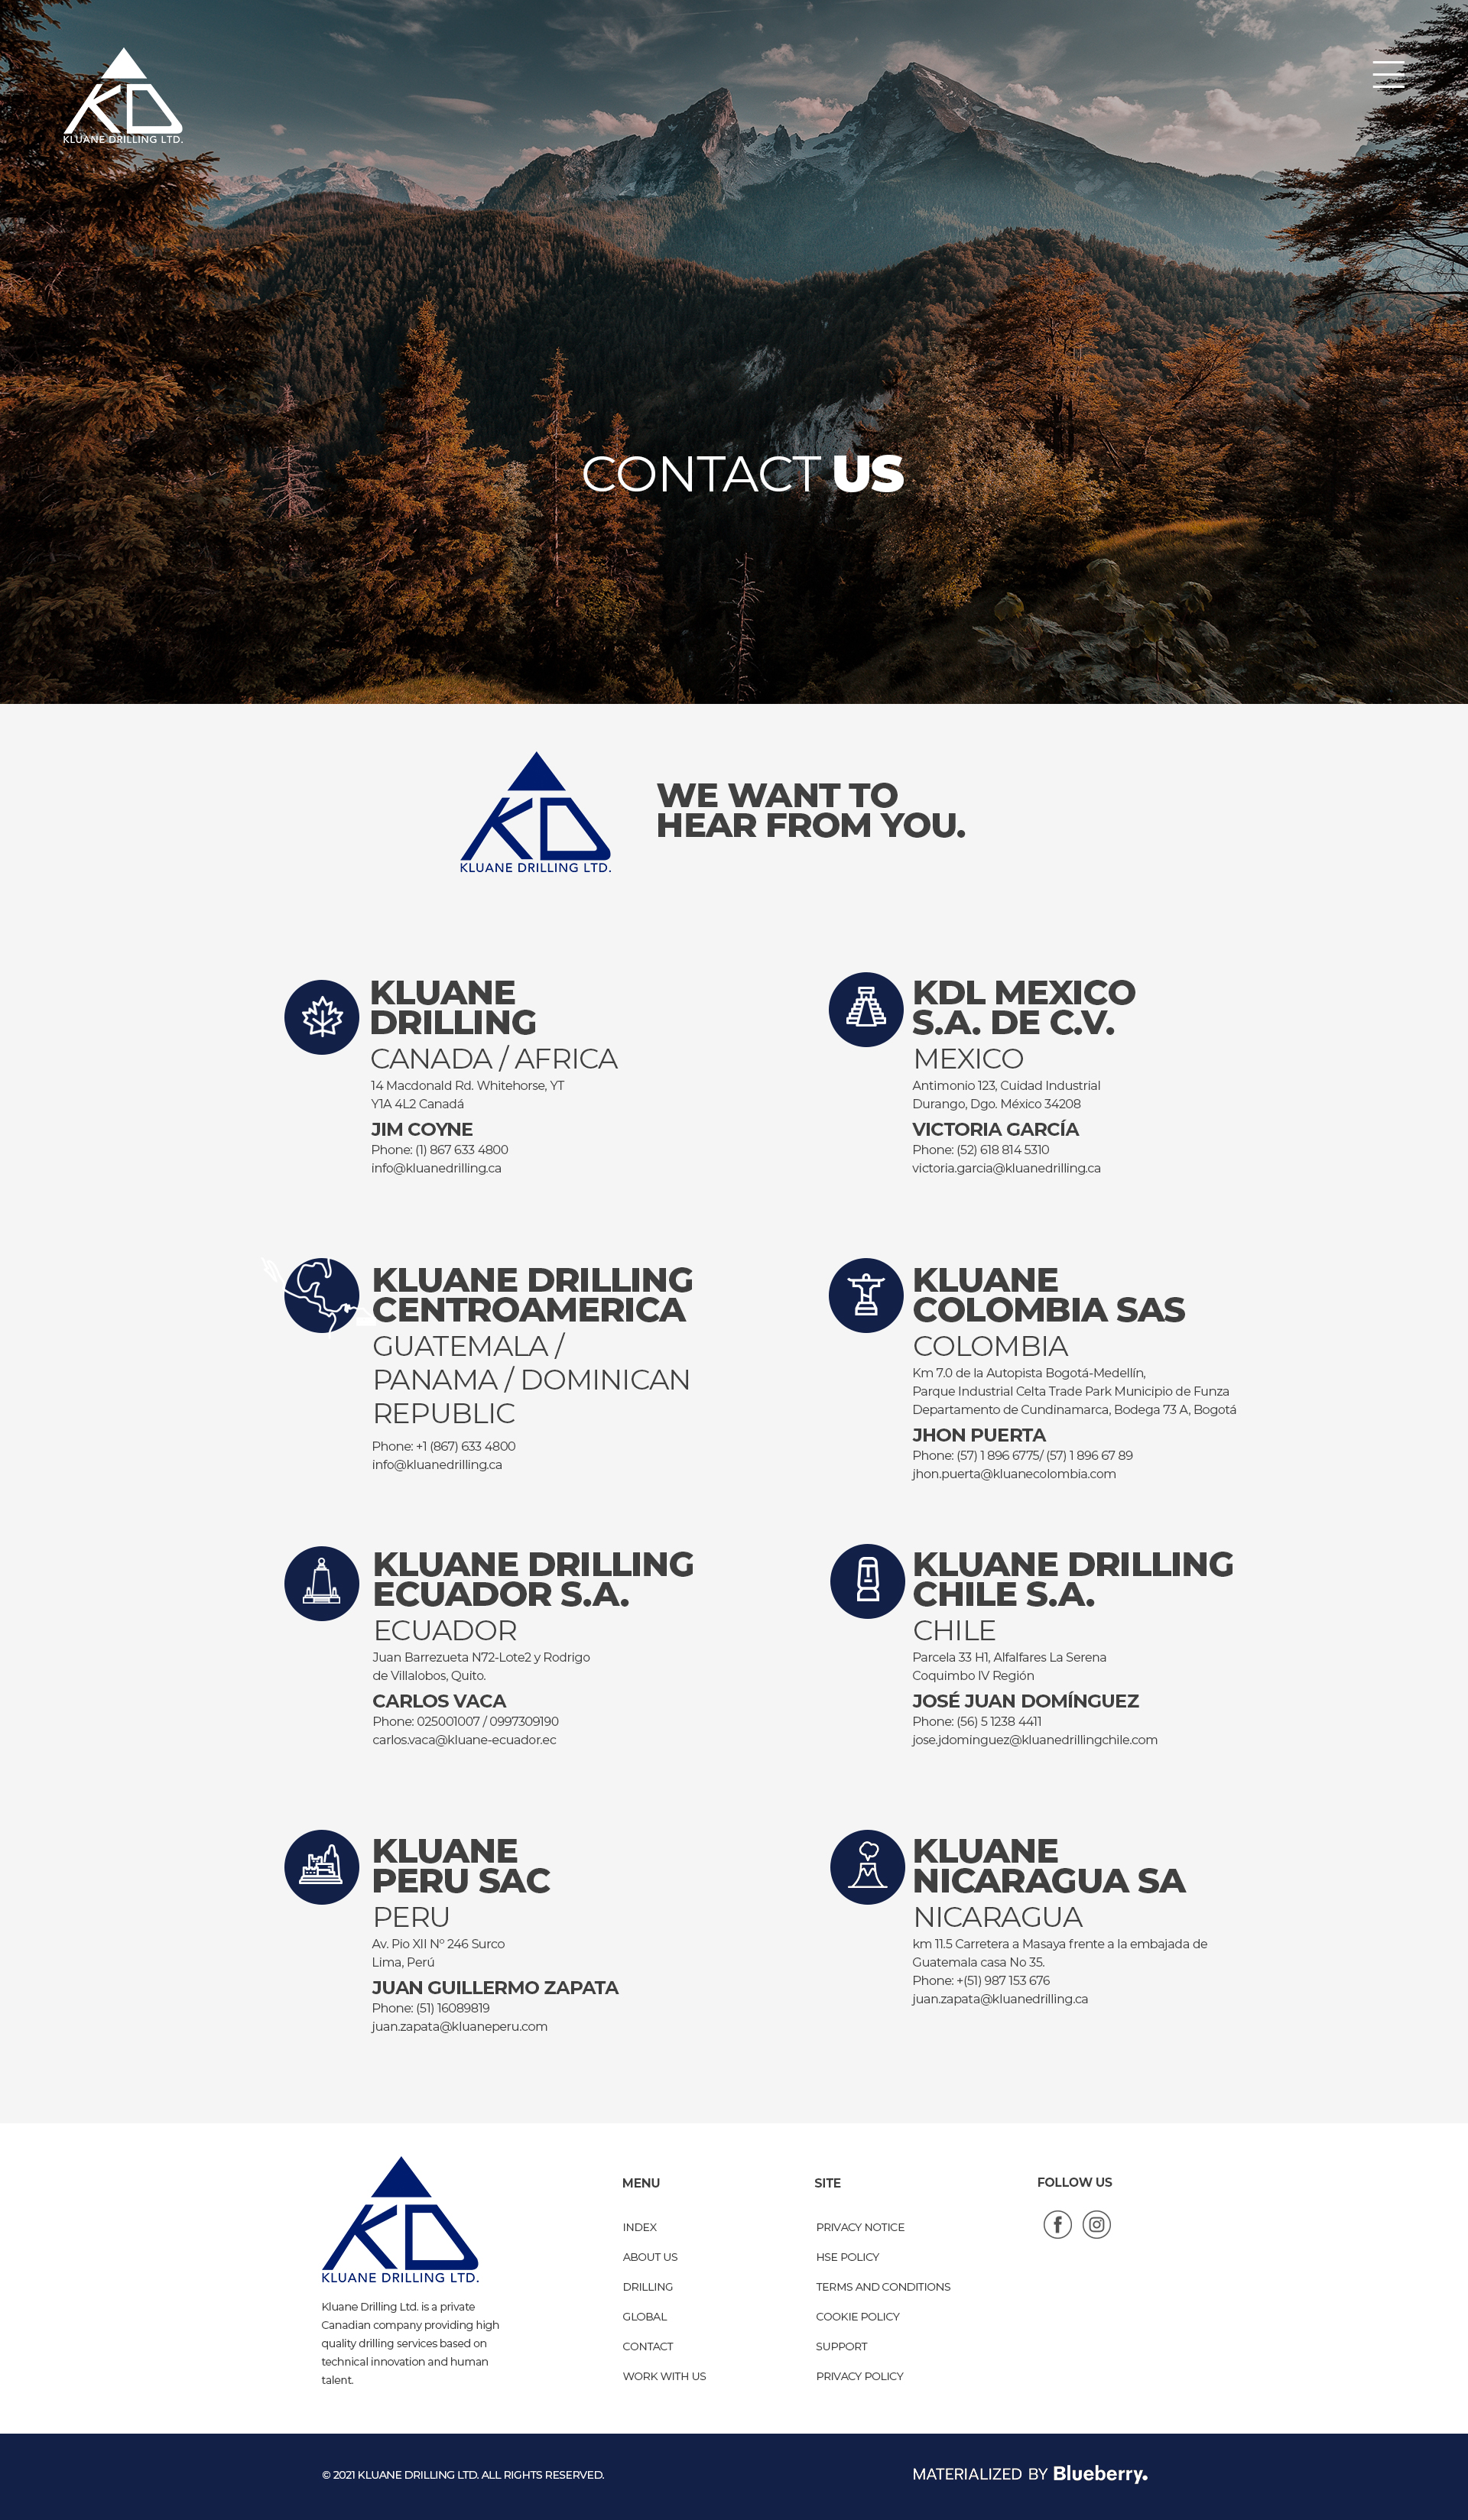 KD
KLUANE DRILLING LTD.
CONTACT US
KD
KLUANE DRILLING LTD.
WE WANT TO
HEAR FROM YOU.
KLUANE
DRILLING
CANADA / AFRICA
14 Macdonald Rd. Whitehorse, YT
Y1A 4L2 Canadá
JIM COYNE
Phone: (1) 867 633 4800
info@kluanedrilling.ca
KDL MEXICO
S.A. DE C.V.
MEXICO
Antimonio 123, Cuidad Industrial
Durango, Dgo. México 34208
VICTORIA GARCÍA
Phone: (52) 618 814 5310
victoria.garcia@kluanedrilling.ca
KLUANE DRILLING
CENTROAMERICA
GUATEMALA /
PANAMA / DOMINICAN
REPUBLIC
Phone: +1 (867) 633 4800
info@kluanedrilling.ca
KLUANE
COLOMBIA SAS
COLOMBIA
Km 7.0 de la Autopista Bogotá-Medellín,
Parque Industrial Celta Trade Park Municipio de Funza
Departamento de Cundinamarca, Bodega 73 A, Bogotá
JHON PUERTA
Phone: (57) 1 896 6775/ (57) 1 896 67 89
jhon.puerta@kluanecolombia.com
KLUANE DRILLING
ECUADOR S.A.
ECUADOR
Juan Barrezueta N72-Lote2 y Rodrigo
de Villalobos, Quito.
CARLOS VACA
Phone: 025001007 / 0997309190
carlos.vaca@kluane-ecuador.ec
KLUANE DRILLING
CHILE S.A.
CHILE
Parcela 33 H1, Alfalfares La Serena
Coquimbo IV Región
JOSÉ JUAN DOMÍNGUEZ
Phone: (56) 5 1238 4411
jose.jdominguez@kluanedrillingchile.com
KLUANE
PERU SAC
PERU
Av. Pio XII Nº 246 Surco
Lima, Perú
JUAN GUILLERMO ZAPATA
Phone: (51) 16089819
juan.zapata@kluaneperu.com
KLUANE
NICARAGUA SA
NICARAGUA
km 11.5 Carretera a Masaya frente a la embajada de
Guatemala casa No 35.
Phone: +(51) 987 153 676
juan.zapata@kluanedrilling.ca
KD
KLUANE DRILLING LTD.
Kluane Drilling Ltd. is a private
Canadian company providing high
quality drilling services based on
technical innovation and human
talent.
MENU
INDEX
ABOUT US
DRILLING
GLOBAL
CONTACT
WORK WITH US
SITE
PRIVACY NOTICE
HSE POLICY
TERMS AND CONDITIONS
COOKIE POLICY
SUPPORT
PRIVACY POLICY
FOLLOW US
© 2021 KLUANE DRILLING LTD. ALL RIGHTS RESERVED.
MATERIALIZED BY Blueberry.